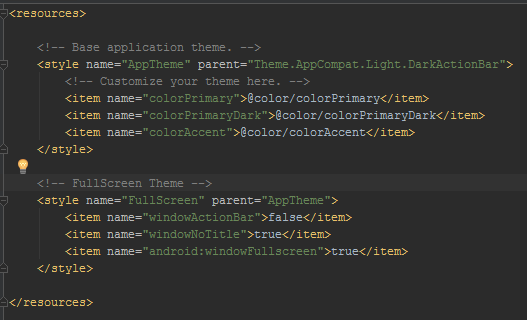 <resources>
<!-- Base application theme. -->
<style name="AppTheme" parent="Theme.AppCompat.Light.DarkActionBar">
<!-- Customize your theme here. -->
<item name="colorPrimary">@color/colorPrimary</item>
<item name="colorPrimaryDark">@color/colorPrimaryDark</item>
<item name="colorAccent">@color/colorAccent</item>
</style>
<!-- FullScreen Theme -->
<style name="FullScreen" parent="AppTheme">
<item name="windowActionBar">false</item>
<item name="windowNoTitle">true</item>
<item name="android:windowFullscreen">true</item>
</style>
</resources>